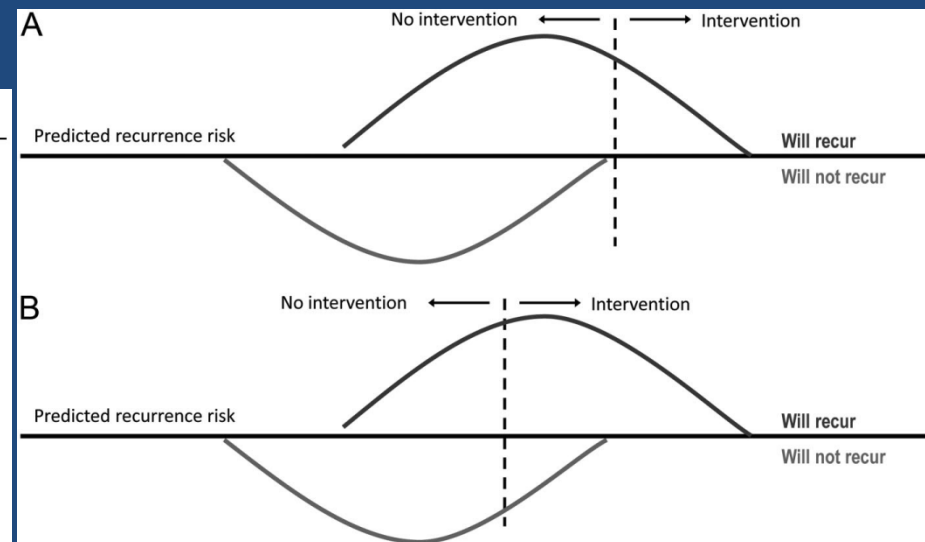 A
No intervention
Intervention
Predicted recurrence risk
Will recur
Will not recur
B
No intervention
Intervention
Predicted recurrence risk
Will recur
Will not recur